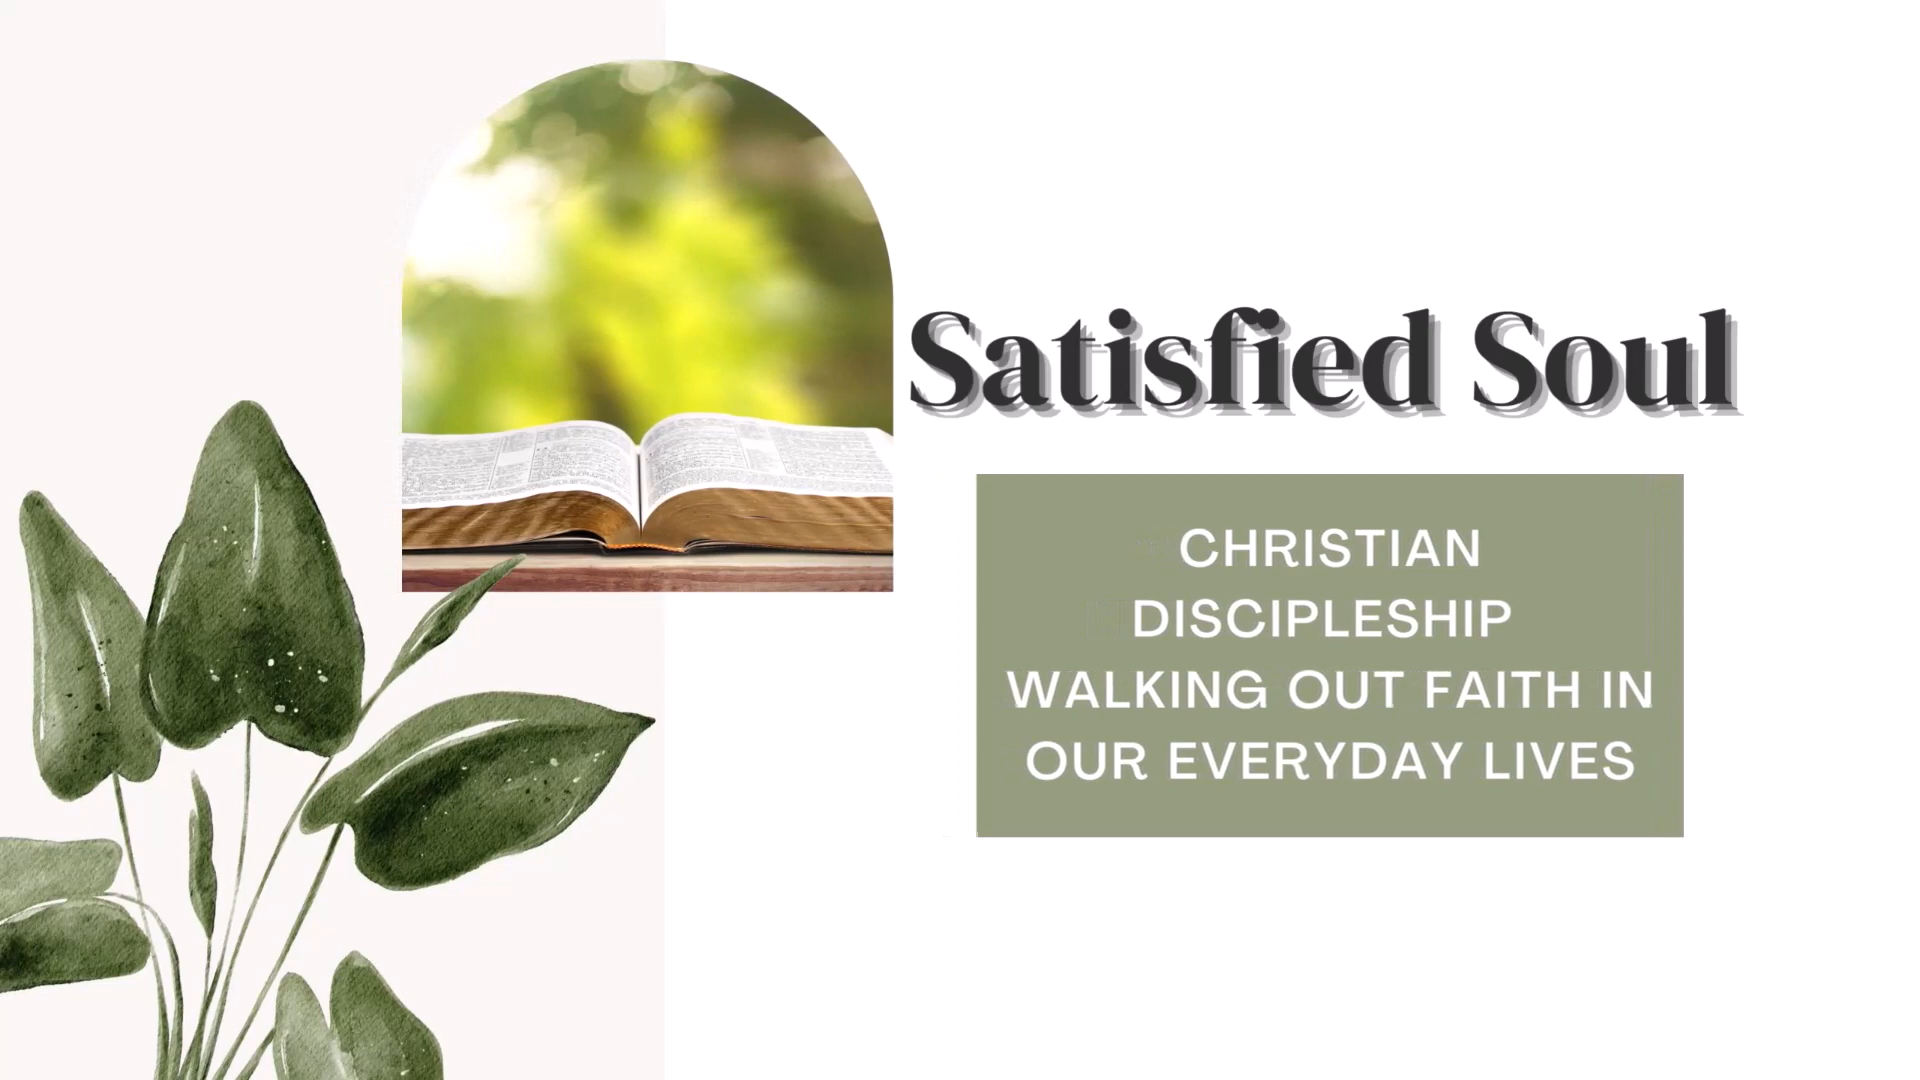 Satisfied Soul
CHRISTIAN
DISCIPLESHIP
WALKING OUT FAITH IN
OUR EVERYDAY LIVES